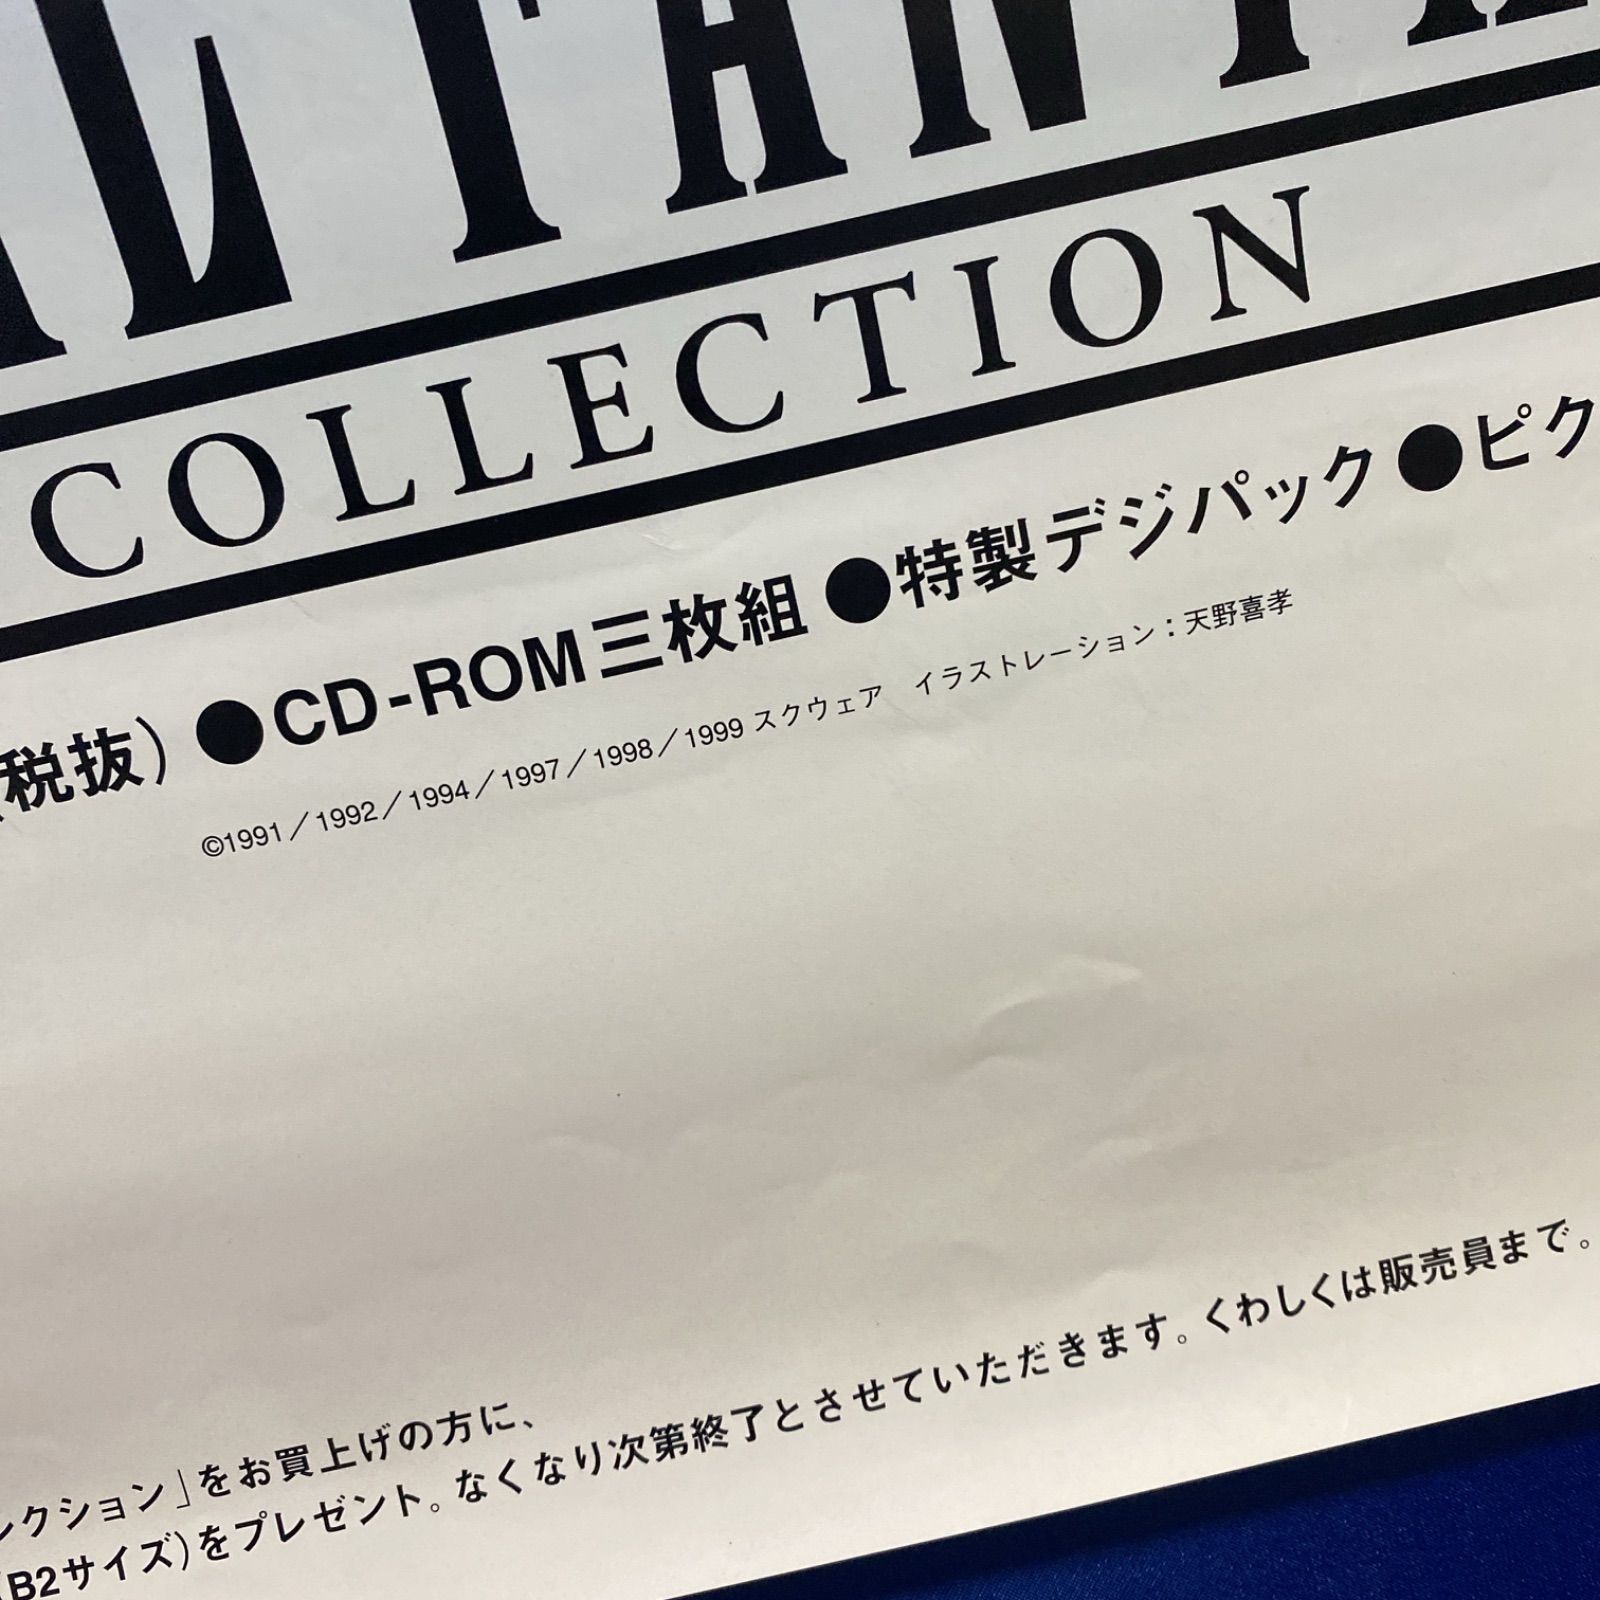 AL FANTA
COLLECTION
(税抜) ●CD-ROM三枚組 ●特製デジパック ●ピク
©1991／1992／1994／1997／1998／1999 スクウェア　イラストレーション：天野喜孝
レクション」をお買上げの方に、
(B2サイズ)をプレゼント。なくなり次第終了とさせていただきます。くわしくは販売員まで。